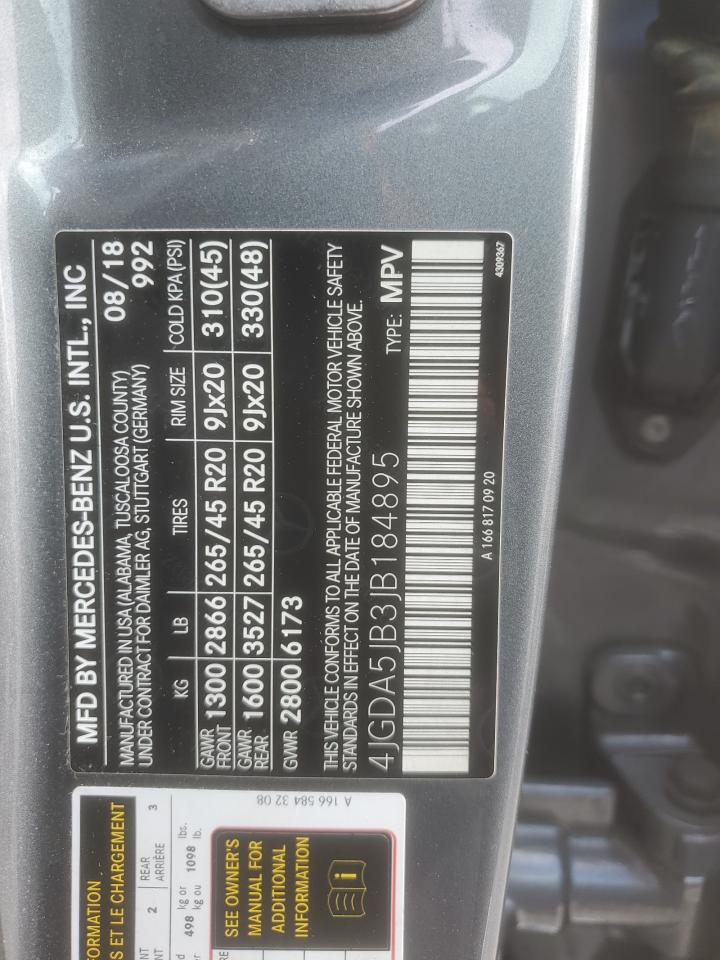 MFD BY MERCEDES-BENZ U.S. INTL., INC
MANUFACTURED IN USA (ALABAMA, TUSCALOOSA COUNTY) 08/18
UNDER CONTRACT FOR DAIMLER AG, STUTTGART (GERMANY) 992
KG LB TIRES RIM SIZE COLD KPA (PSI)
GAWR FRONT 1300 2866 265/45 R20 9Jx20 310(45)
GAWR REAR 1600 3527 265/45 R20 9Jx20 330(48)
GVWR 2800 6173
THIS VEHICLE CONFORMS TO ALL APPLICABLE FEDERAL MOTOR VEHICLE SAFETY
STANDARDS IN EFFECT ON THE DATE OF MANUFACTURE SHOWN ABOVE.
4JGDA5JB3JB184895 TYPE: MPV
A 166 817 09 20 4309367
A 166 584 32 08
FORMATION
S ET LE CHARGEMENT
2 REAR 3
ARRIÈRE
498 kg or 1098 lbs.
kg ou lb.
SEE OWNER'S
MANUAL FOR
ADDITIONAL
INFORMATION